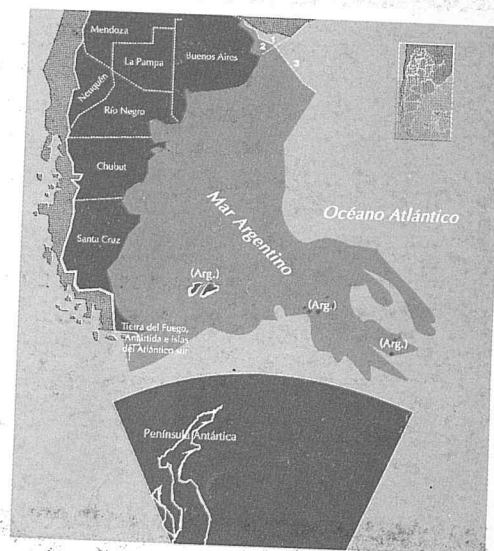 Mendoza
La Pampa
Buenos Aires
1
2
3
Neuquén
Río Negro
Chubut
Santa Cruz
Mar Argentino
Océano Atlántico
(Arg.)
(Arg.)
(Arg.)
Tierra del Fuego,
Antártida e islas
del Atlántico sur
Península Antártica